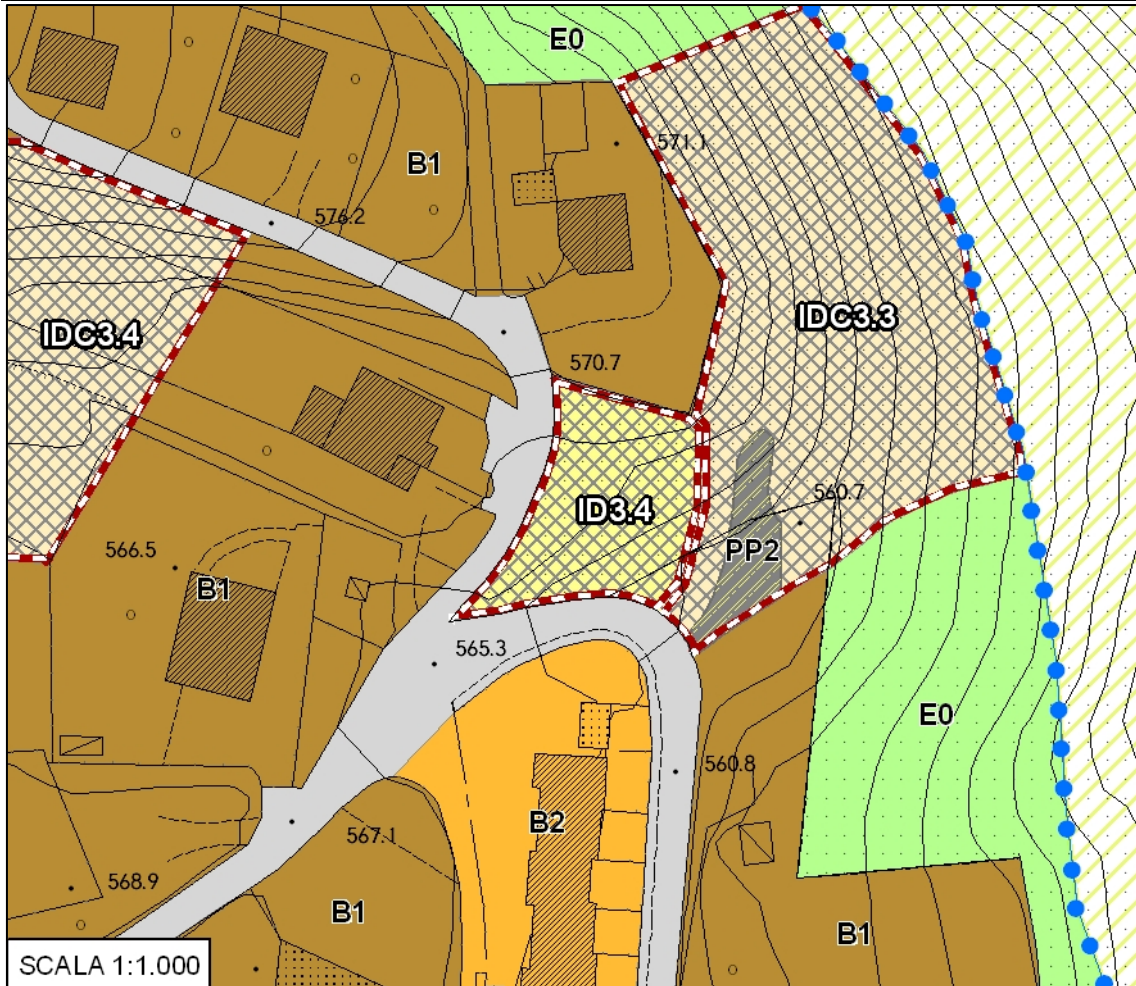 E0
571.1
B1
576.2
IDC3.3
IDC3.4
570.7
560.7
ID3.4
566.5
PP2
B1
565.3
E0
560.8
B2
567.1
568.9
B1
B1
SCALA 1:1.000